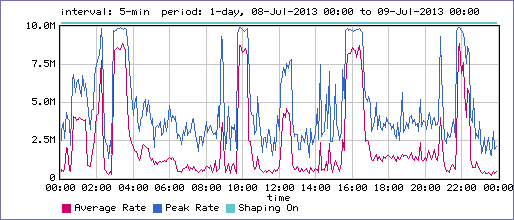 interval: 5-min  period: 1-day, 08-Jul-2013 00:00 to 09-Jul-2013 00:00
10.0M
7.5M
5.0M
2.5M
0
00:00 02:00 04:00 06:00 08:00 10:00 12:00 14:00 16:00 18:00 20:00 22:00 00:00
time
Average Rate Peak Rate Shaping On